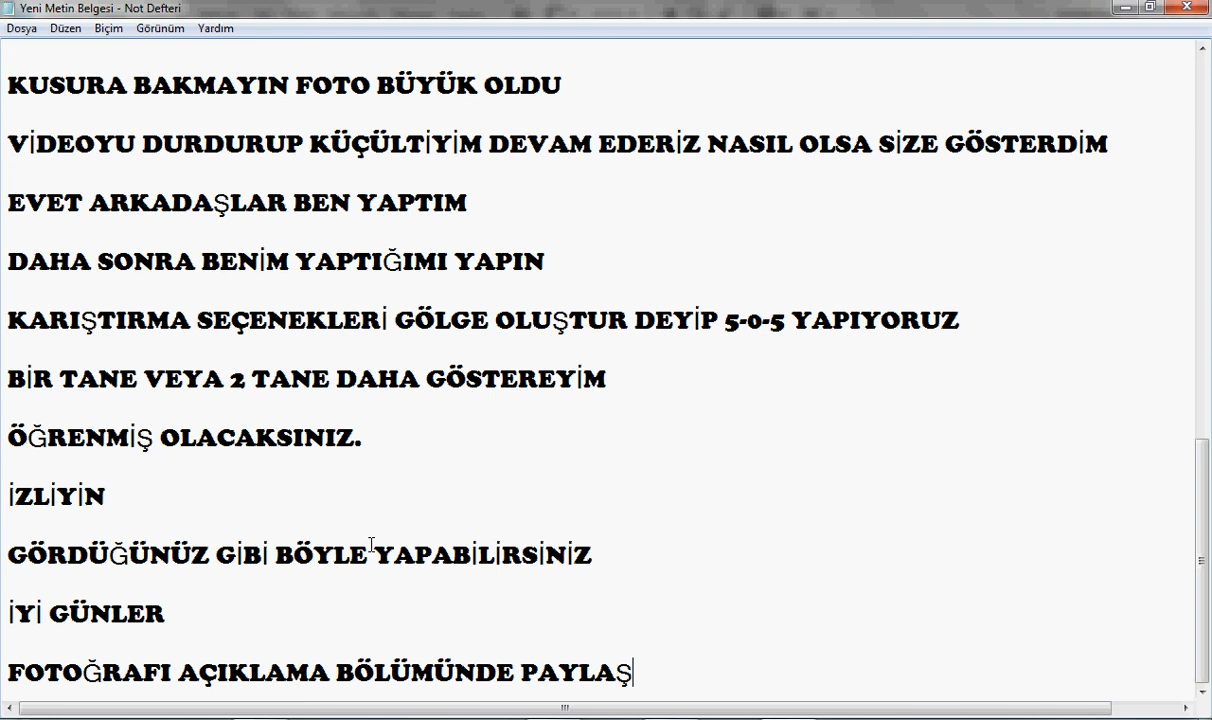 Yeni Metin Belgesi - Not Defteri
Dosya Düzen Biçim Görünüm Yardım
KUSURA BAKMAYIN FOTO BÜYÜK OLDU
VİDEOYU DURDURUP KÜÇÜLTİYİM DEVAM EDERİZ NASIL OLSA SİZE GÖSTERDİM
EVET ARKADAŞLAR BEN YAPTIM
DAHA SONRA BENİM YAPTIĞIMI YAPIN
KARIŞTIRMA SEÇENEKLERİ GÖLGE OLUŞTUR DEYİP 5-0-5 YAPIYORUZ
BİR TANE VEYA 2 TANE DAHA GÖSTEREYİM
ÖĞRENMİŞ OLACAKSINIZ.
İZLİYİN
GÖRDÜĞÜNÜZ GİBİ BÖYLE YAPABİLİRSİNİZ
İYİ GÜNLER
FOTOĞRAFI AÇIKLAMA BÖLÜMÜNDE PAYLAŞ